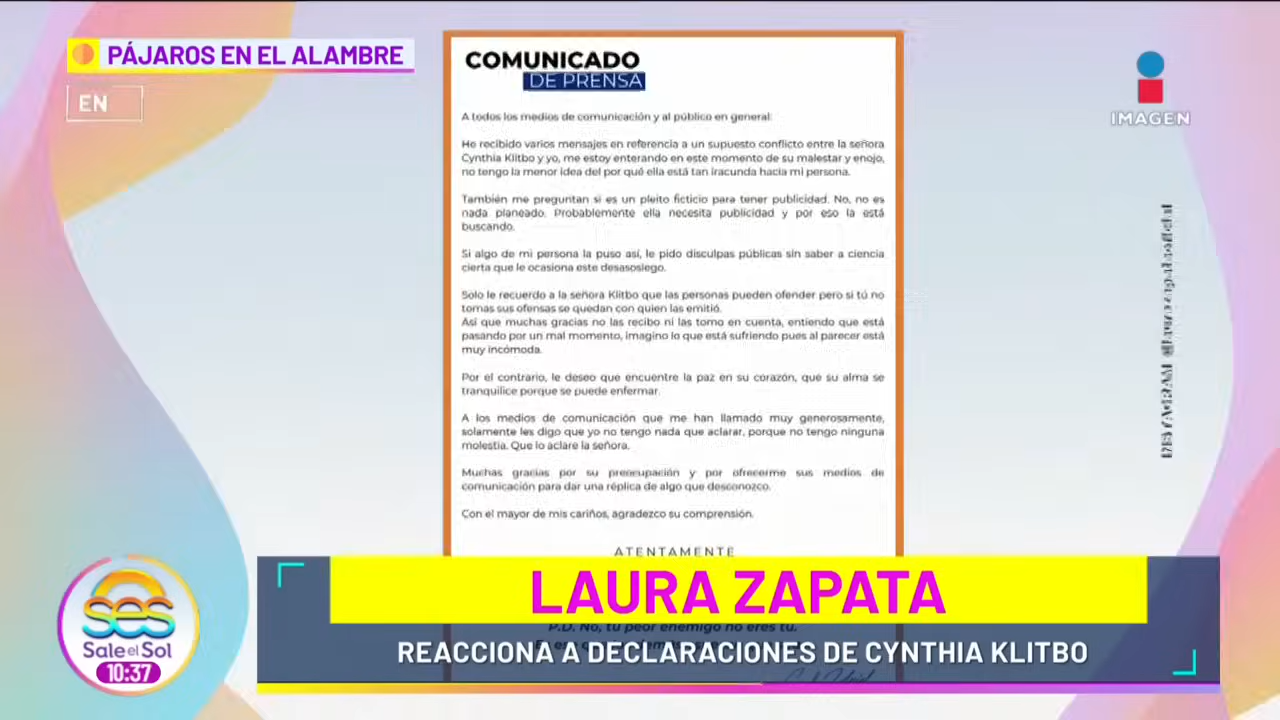 PÁJAROS EN EL ALAMBRE
EN
IMAGEN
COMUNICADO
DE PRENSA
A todos los medios de comunicación y al público en general:
He recibido varios mensajes en referencia a un supuesto conflicto entre la señora
Cynthia Klitbo y yo, me estoy enterando en este momento de su malestar y enojo,
no tengo la menor idea del por qué ella está tan iracunda hacia mi persona.
También me preguntan si es un pleito ficticio para tener publicidad. No, no es
nada planeado. Probablemente ella necesita publicidad y por eso la está
buscando.
Si algo de mi persona la puso así, le pido disculpas públicas sin saber a ciencia
cierta que le ocasiona este desasosiego.
Solo le recuerdo a la señora Klitbo que las personas pueden ofender pero si tú no
tomas sus ofensas se quedan con quien las emitió.
Así que muchas gracias no las recibo ni las tomo en cuenta, entiendo que está
pasando por un mal momento, imagino lo que está sufriendo pues al parecer está
muy incómoda.
Por el contrario, le deseo que encuentre la paz en su corazón, que su alma se
tranquilice porque se puede enfermar.
A los medios de comunicación que me han llamado muy generosamente,
solamente les digo que yo no tengo nada que aclarar, porque no tengo ninguna
molestia. Que lo aclare la señora.
Muchas gracias por su preocupación y por ofrecerme sus medios de
comunicación para dar una réplica de algo que desconozco.
Con el mayor de mis cariños, agradezco su comprensión.
ATENTAMENTE
LAURA ZAPATA
P.D. No, tu peor enemigo no eres tú.
REACCIONA A DECLARACIONES DE CYNTHIA KLITBO
ses
Sale el Sol
10:37